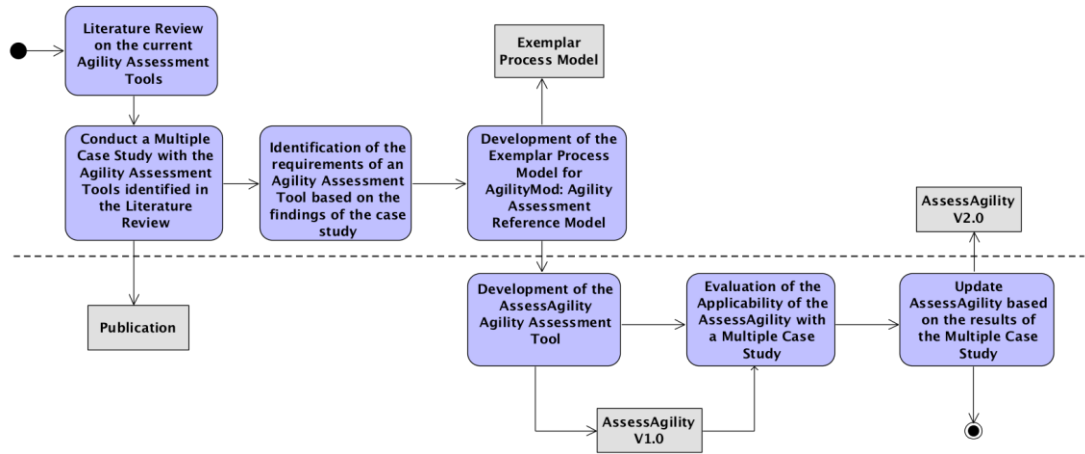 Literature Review
on the current
Agility Assessment
Tools
Exemplar
Process Model
Conduct a Multiple
Case Study with the
Agility Assessment
Tools identified in
the Literature
Review
Identification of the
requirements of an
Agility Assessment
Tool based on the
findings of the case
study
Development of the
Exemplar Process
Model for
AgilityMod: Agility
Assessment
Reference Model
AssessAgility
V2.0
Publication
Development of the
AssessAgility
Agility Assessment
Tool
Evaluation of the
Applicability of the
AssessAgility with
a Multiple Case
Study
Update
AssessAgility based
on the results of
the Multiple Case
Study
AssessAgility
V1.0